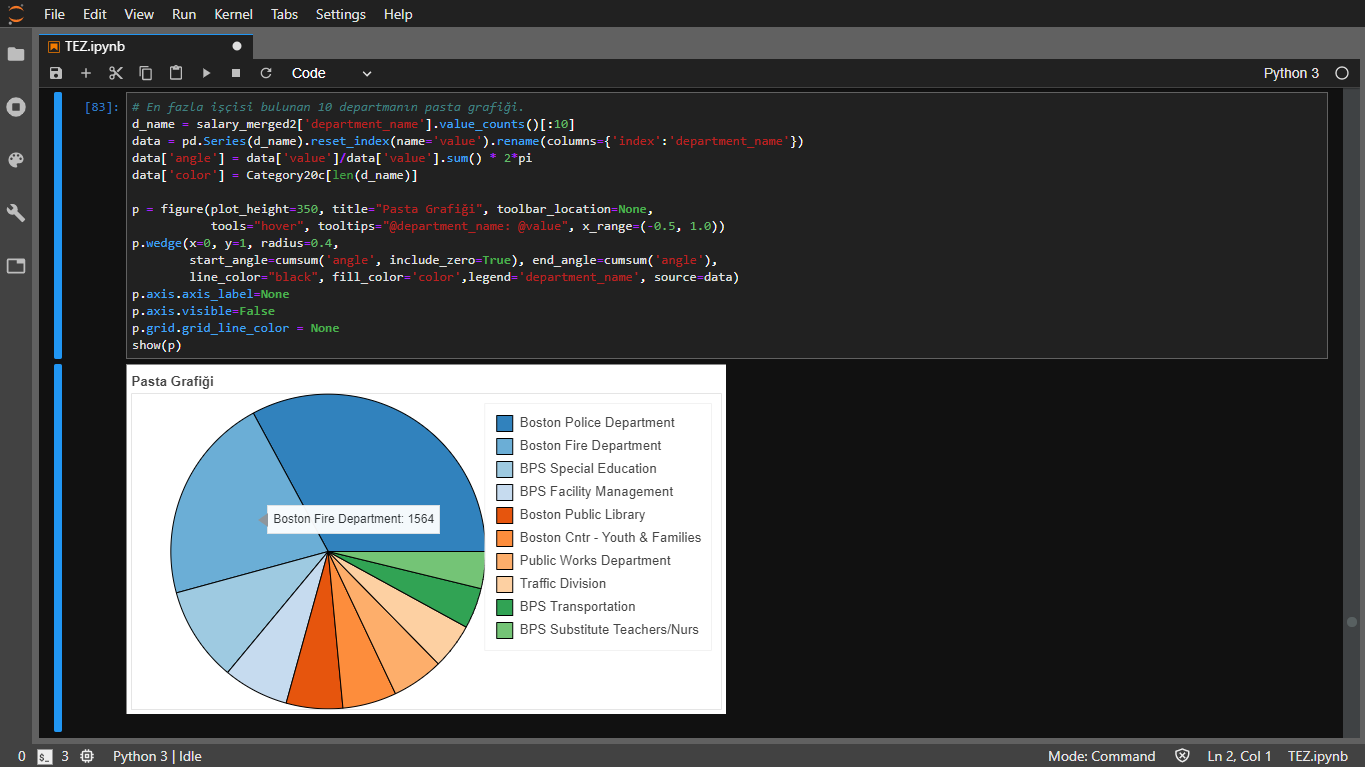 File Edit View Run Kernel Tabs Settings Help
TEZ.ipynb
Code
Python 3
[83]:
# En fazla işçisi bulunan 10 departmanın pasta grafiği.
d_name = salary_merged2['department_name'].value_counts()[:10]
data = pd.Series(d_name).reset_index(name='value').rename(columns={'index':'department_name'})
data['angle'] = data['value']/data['value'].sum() * 2*pi
data['color'] = Category20c[len(d_name)]
p = figure(plot_height=350, title="Pasta Grafiği", toolbar_location=None,
tools="hover", tooltips="@department_name: @value", x_range=(-0.5, 1.0))
p.wedge(x=0, y=1, radius=0.4,
start_angle=cumsum('angle', include_zero=True), end_angle=cumsum('angle'),
line_color="black", fill_color='color',legend='department_name', source=data)
p.axis.axis_label=None
p.axis.visible=False
p.grid.grid_line_color = None
show(p)
Pasta Grafiği
Boston Fire Department: 1564
Boston Police Department
Boston Fire Department
BPS Special Education
BPS Facility Management
Boston Public Library
Boston Cntr - Youth & Families
Public Works Department
Traffic Division
BPS Transportation
BPS Substitute Teachers/Nurs
0 $_ 3 Python 3 | Idle Mode: Command Ln 2, Col 1 TEZ.ipynb